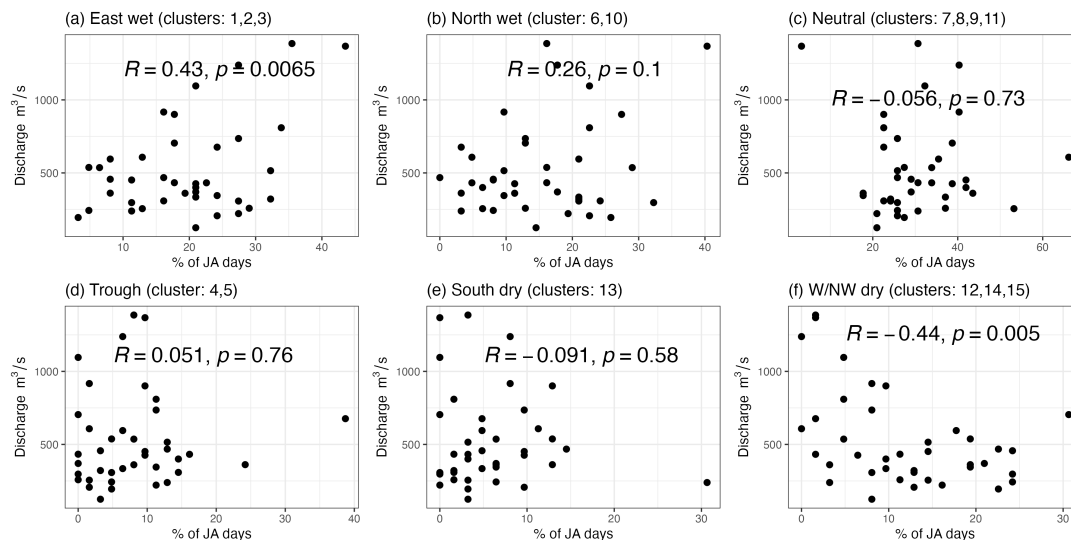 (a) East wet (clusters: 1,2,3)
R = 0.43, p = 0.0065
1000
500
Discharge m³/s
10 20 30 40
% of JA days
(b) North wet (cluster: 6,10)
R = 0.26, p = 0.1
1000
500
Discharge m³/s
0 10 20 30 40
% of JA days
(c) Neutral (clusters: 7,8,9,11)
R = −0.056, p = 0.73
1000
500
Discharge m³/s
20 40 60
% of JA days
(d) Trough (cluster: 4,5)
R = 0.051, p = 0.76
1000
500
Discharge m³/s
0 10 20 30 40
% of JA days
(e) South dry (clusters: 13)
R = −0.091, p = 0.58
1000
500
Discharge m³/s
0 10 20 30
% of JA days
(f) W/NW dry (clusters: 12,14,15)
R = −0.44, p = 0.005
1000
500
Discharge m³/s
0 10 20 30
% of JA days